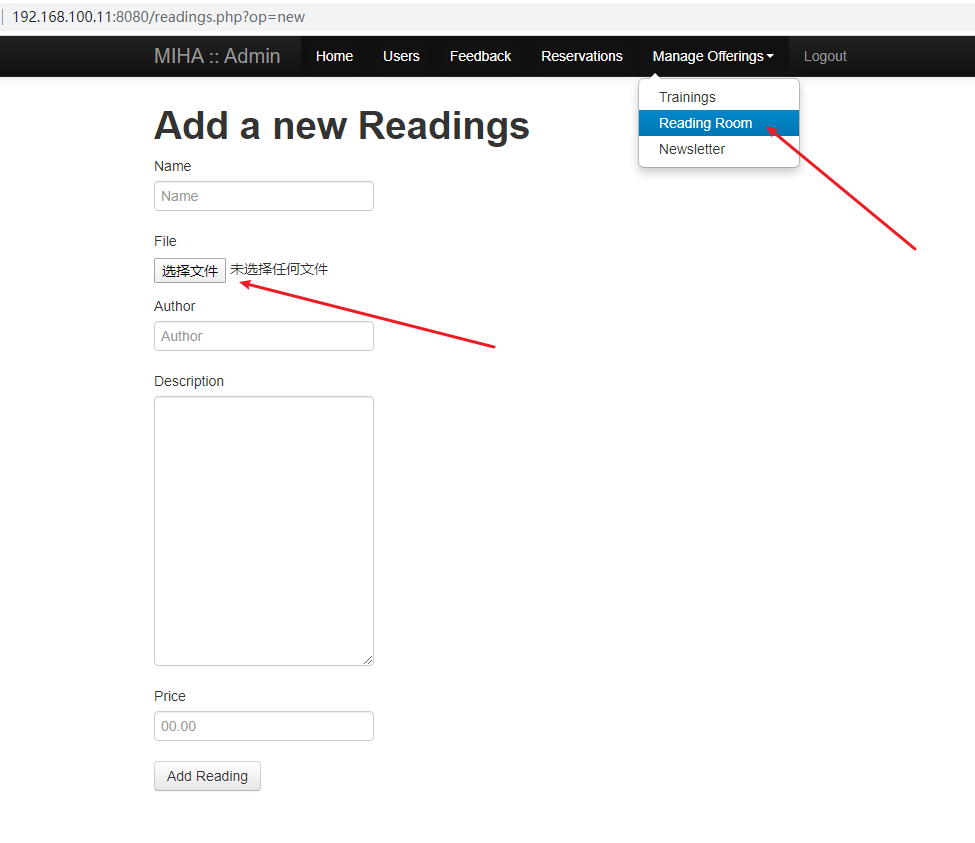 192.168.100.11:8080/readings.php?op=new
MIHA :: Admin Home Users Feedback Reservations Manage Offerings Logout
Trainings
Reading Room
Newsletter
Add a new Readings
Name
Name
File
选择文件 未选择任何文件
Author
Author
Description
Price
00.00
Add Reading